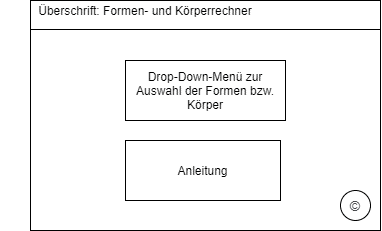 Überschrift: Formen- und Körperrechner
Drop-Down-Menü zur
Auswahl der Formen bzw.
Körper
Anleitung
©